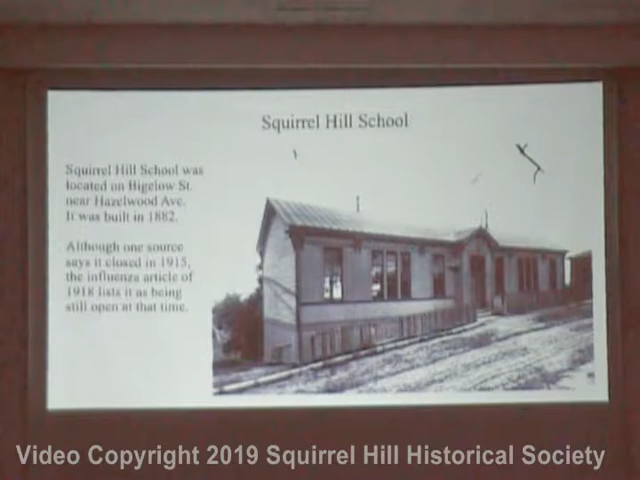 Squirrel Hill School
Squirrel Hill School was
located on Bigelow St.
near Hazelwood Ave.
It was built in 1882.
Although one source
says it closed in 1915,
the influenza article of
1918 lists it as being
still open at that time.
Video Copyright 2019 Squirrel Hill Historical Society